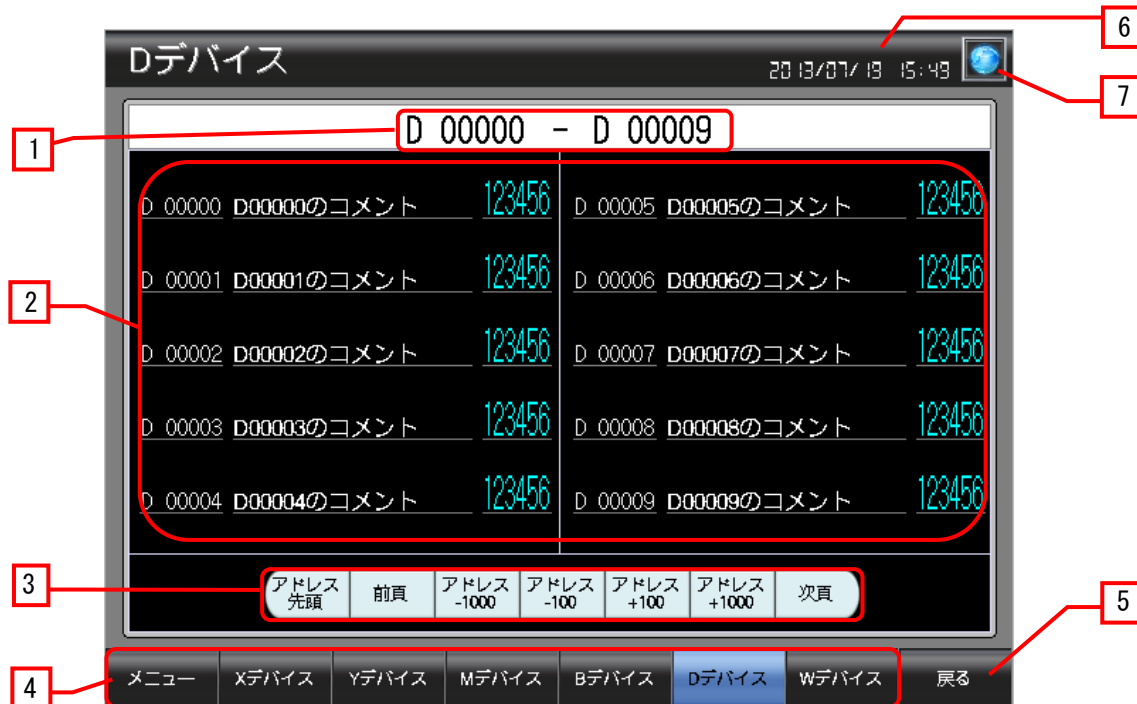 6
Dデバイス
2013/07/19 15:49
7
D 00000 - D 00009
1
D 00000 D00000のコメント 123456 D 00005 D00005のコメント 123456
D 00001 D00001のコメント 123456 D 00006 D00006のコメント 123456
2
D 00002 D00002のコメント 123456 D 00007 D00007のコメント 123456
D 00003 D00003のコメント 123456 D 00008 D00008のコメント 123456
D 00004 D00004のコメント 123456 D 00009 D00009のコメント 123456
3
アドレス
先頭
前頁
アドレス
-1000
アドレス
-100
アドレス
+100
アドレス
+1000
次頁
5
4
メニュー Xデバイス Yデバイス Mデバイス Bデバイス Dデバイス Wデバイス 戻る